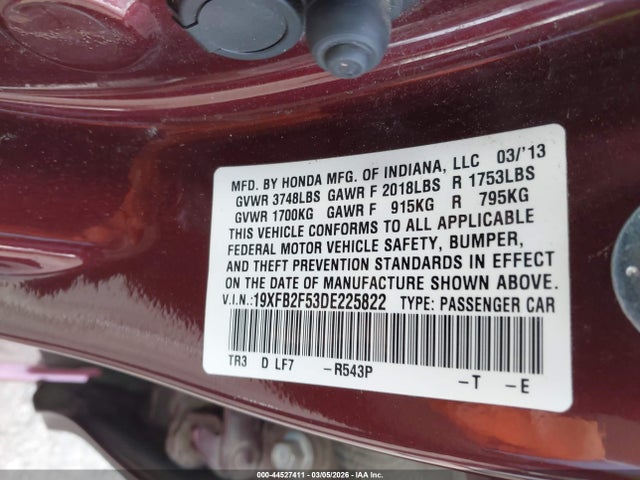 MFD. BY HONDA MFG. OF INDIANA, LLC 03/'13
GVWR 3748LBS GAWR F 2018LBS R 1753LBS
GVWR 1700KG GAWR F 915KG R 795KG
THIS VEHICLE CONFORMS TO ALL APPLICABLE
FEDERAL MOTOR VEHICLE SAFETY, BUMPER,
AND THEFT PREVENTION STANDARDS IN EFFECT
ON THE DATE OF MANUFACTURE SHOWN ABOVE.
V.I.N.:19XFB2F53DE225822 TYPE: PASSENGER CAR
TR3 D LF7 -R543P -T -E
000-44527411 - 03/05/2026 - IAA Inc.